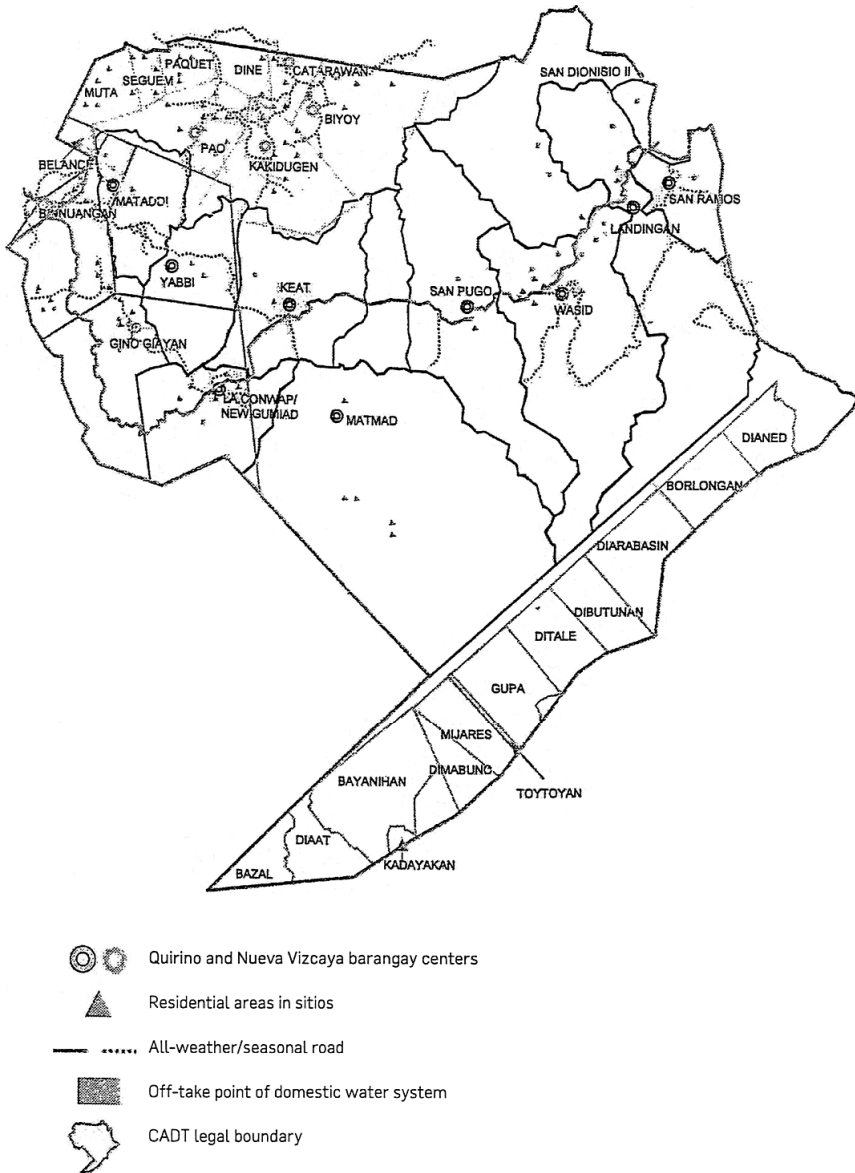 PAQUET
DINE
CATARAWAN
SAN DIONISIO II
SEGUEM
MUTA
BIYOY
PAO
BELANCE
KAKIDUGEN
MATADOI
SAN RAMOS
BINNUANGAN
LANDINGAN
YABBI
KEAT
SAN PUGO
WASID
GINO GIAYAN
LA CONWAP/
NEW GUMIAD
MATMAD
DIANED
BORLONGAN
DIARABASIN
DIBUTUNAN
DITALE
GUPA
MIJARES
DIMABUNG
BAYANIHAN
TOYTOYAN
DIAAT
KADAYAKAN
BAZAL
Quirino and Nueva Vizcaya barangay centers
Residential areas in sitios
All-weather/seasonal road
Off-take point of domestic water system
CADT legal boundary